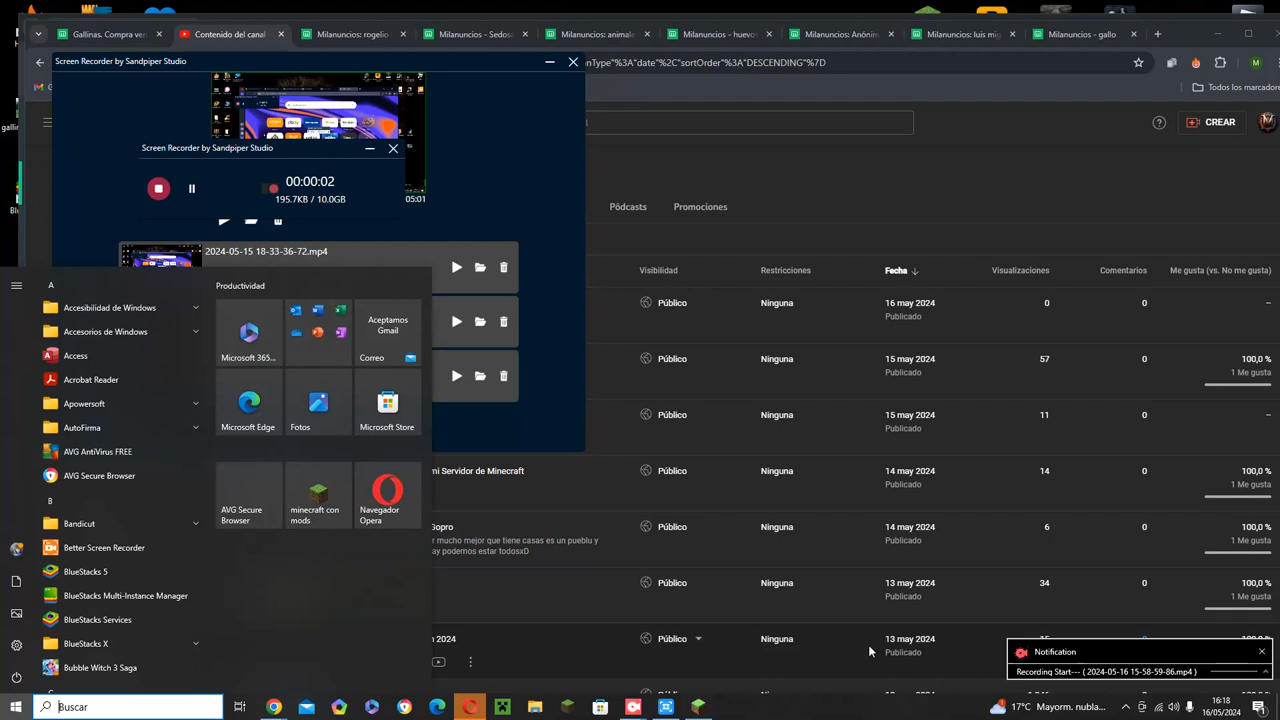 Gallinas. Compra ven
Contenido del canal
Milanuncios: rogelio
Milanuncios - Sedosa
Milanuncios: animale
Milanuncios - huevos
Milanuncios: Anónim
Milanuncios: luis mig
Milanuncios - gallo
Screen Recorder by Sandpiper Studio
anType"%3A"date"%2C"sortOrder"%3A"DESCENDING"%7D
M
Todos los marcadores
CREAR
Screen Recorder by Sandpiper Studio
00:00:02
195.7KB / 10.0GB
05:01
Pódcasts
Promociones
2024-05-15 18-33-36-72.mp4
Visibilidad
Restricciones
Fecha
Visualizaciones
Comentarios
Me gusta (vs. No me gusta)
Público
Ninguna
16 may 2024
Publicado
0
0
–
Público
Ninguna
15 may 2024
Publicado
57
0
100,0 %
1 Me gusta
Público
Ninguna
15 may 2024
Publicado
11
0
–
mi Servidor de Minecraft
Público
Ninguna
14 may 2024
Publicado
14
0
100,0 %
1 Me gusta
Gopro
r mucho mejor que tiene casas es un pueblu y
ay podemos estar todosxD
Público
Ninguna
14 may 2024
Publicado
6
0
100,0 %
1 Me gusta
Público
Ninguna
13 may 2024
Publicado
34
0
100,0 %
1 Me gusta
n 2024
Público
Ninguna
13 may 2024
Publicado
A
Accesibilidad de Windows
Accesorios de Windows
Access
Acrobat Reader
Apowersoft
AutoFirma
AVG AntiVirus FREE
AVG Secure Browser
B
Bandicut
Better Screen Recorder
BlueStacks 5
BlueStacks Multi-Instance Manager
BlueStacks Services
BlueStacks X
Bubble Witch 3 Saga
Productividad
Microsoft 365...
Aceptamos
Gmail
Correo
Microsoft Edge
Fotos
Microsoft Store
AVG Secure
Browser
minecraft con
mods
Navegador
Opera
Notification
Recording Start--- ( 2024-05-16 15-58-59-86.mp4 )
Buscar
17°C Mayorm. nubla...
16:18
16/05/2024